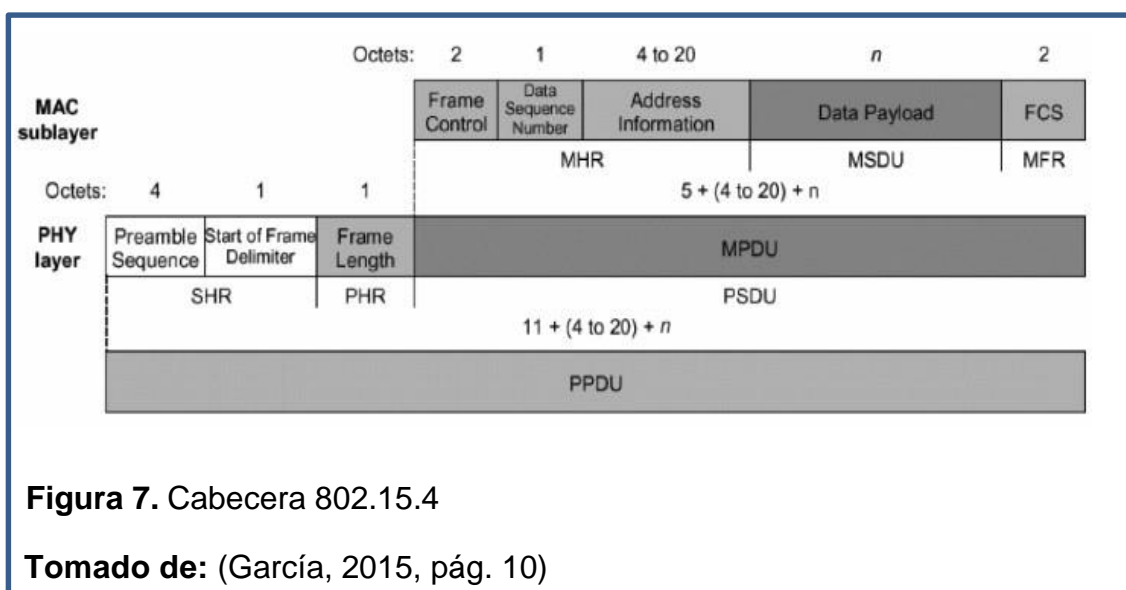 Octets: 2 1 4 to 20 n 2
MAC
sublayer
Frame
Control
Data
Sequence
Number
Address
Information
Data Payload
FCS
MHR MSDU MFR
Octets: 4 1 1 5 + (4 to 20) + n
PHY
layer
Preamble
Sequence
Start of Frame
Delimiter
Frame
Length
MPDU
SHR PHR PSDU
11 + (4 to 20) + n
PPDU
Figura 7. Cabecera 802.15.4
Tomado de: (García, 2015, pág. 10)